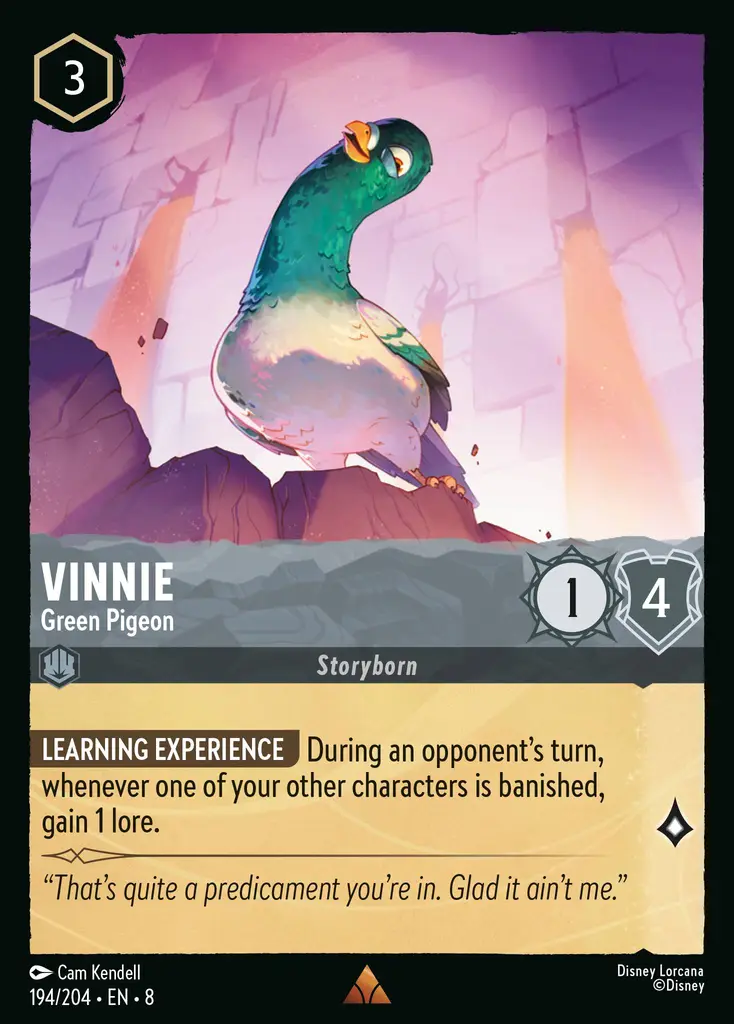 3
VINNIE
Green Pigeon
1
4
Storyborn
LEARNING EXPERIENCE During an opponent’s turn,
whenever one of your other characters is banished,
gain 1 lore.
“That’s quite a predicament you’re in. Glad it ain’t me.”
Cam Kendell
194/204 • EN • 8
Disney Lorcana
©Disney